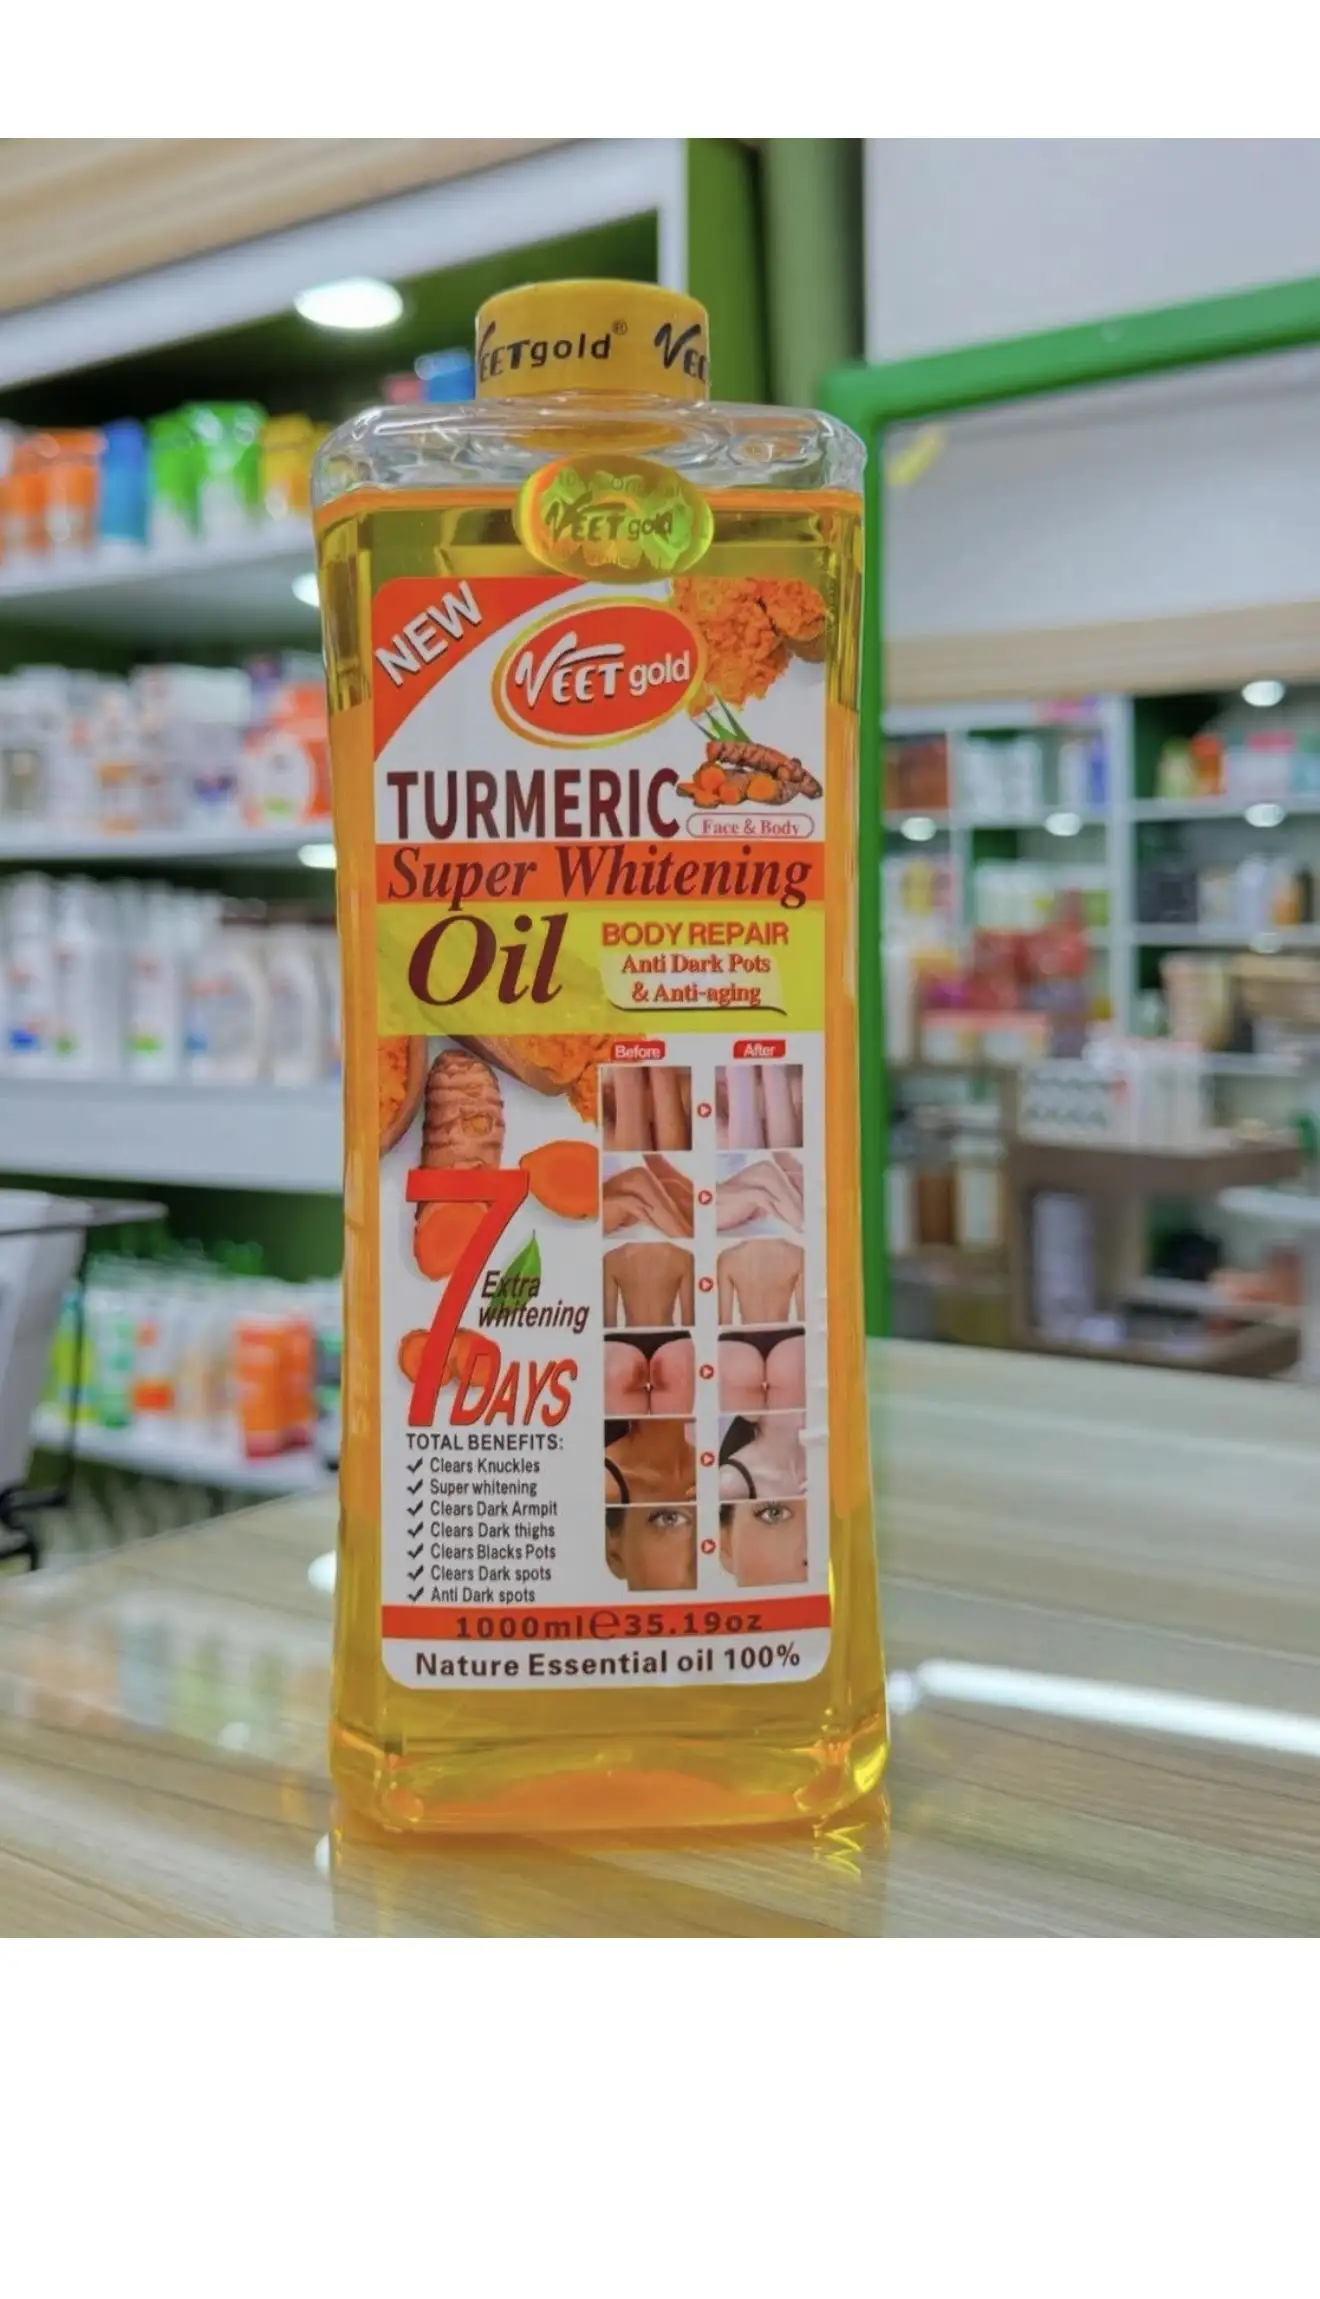 VEETgold® VEE
VEET gold
NEW
VEET gold
TURMERIC
Face & Body
Super Whitening
Oil
BODY REPAIR
Anti Dark Pots
& Anti-aging
Before
After
7
Extra
whitening
DAYS
TOTAL BENEFITS:
✓ Clears Knuckles
✓ Super whitening
✓ Clears Dark Armpit
✓ Clears Dark thighs
✓ Clears Blacks Pots
✓ Clears Dark spots
✓ Anti Dark spots
1000ml℮35.19oz
Nature Essential oil 100%